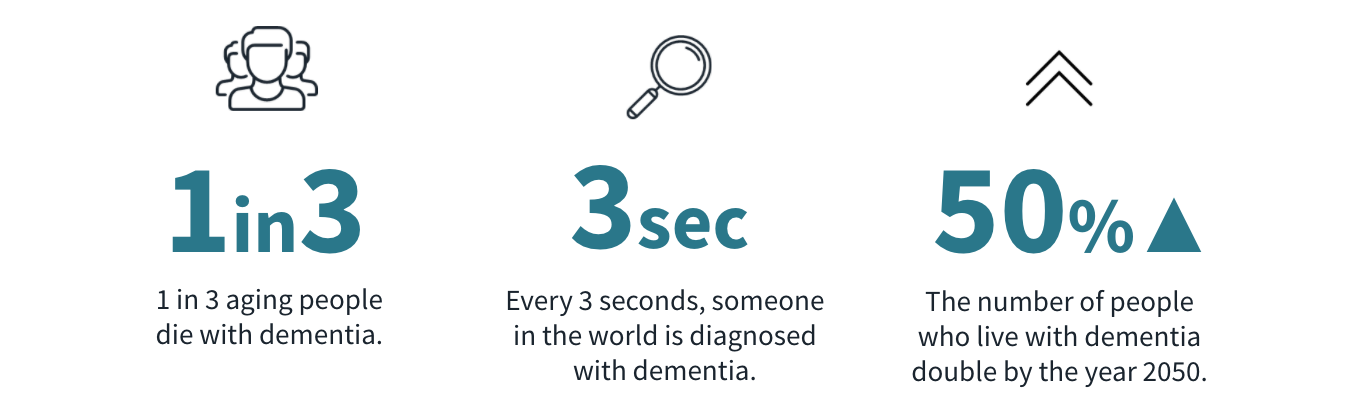 1in3
1 in 3 aging people
die with dementia.
3sec
Every 3 seconds, someone
in the world is diagnosed
with dementia.
50%▲
The number of people
who live with dementia
double by the year 2050.